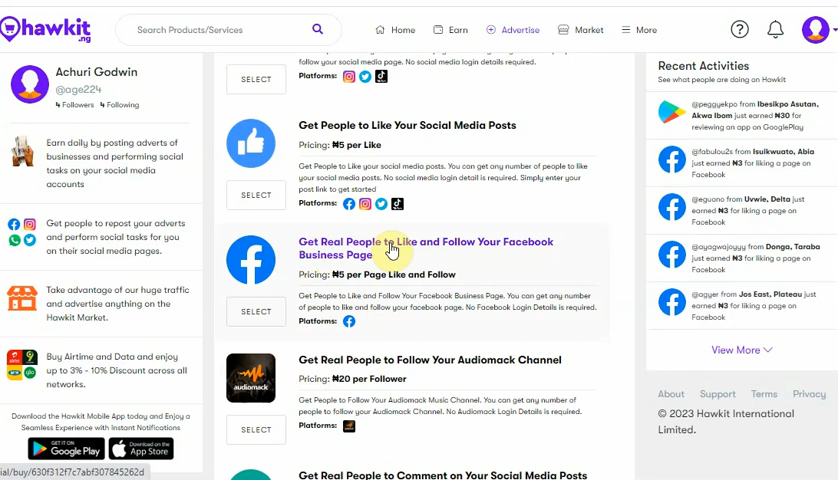 hawkit
.ng
Search Products/Services
Home
Earn
Advertise
Market
More
?
Achuri Godwin
@age224
4 Followers 4 Following
Earn daily by posting adverts of
businesses and performing social
tasks on your social media
accounts
Get people to repost your adverts
and perform social tasks for you
on their social media pages.
Take advantage of our huge traffic
and advertise anything on the
Hawkit Market.
Buy Airtime and Data and enjoy
up to 3% - 10% Discount across all
networks.
Download the Hawkit Mobile App today and Enjoy a
Seamless Experience with Instant Notifications
GET IT ON
Google Play
Download on the
App Store
ial/buy/630f312f7c7abf307845262d
follow your social media page. No social media login details required.
Platforms:
SELECT
Get People to Like Your Social Media Posts
Pricing: ₦5 per Like
Get People to Like your social media posts. You can get any number of people to like
your social media posts. No social media login detail is required. Simply enter your
post link to get started
Platforms:
SELECT
Get Real People to Like and Follow Your Facebook
Business Page
Pricing: ₦5 per Page Like and Follow
Get People to Like and Follow Your Facebook Business Page. You can get any number
of people to like and follow your facebook page. No Facebook Login Details is Required.
Platforms:
SELECT
audiomack
Get Real People to Follow Your Audiomack Channel
Pricing: ₦20 per Follower
Get People to Follow Your Audiomack Music Channel. You can get any number of
people to follow your Audiomack Channel. No Audiomack Login Details is Required.
Platforms:
SELECT
Get Real People to Comment on Your Social Media Posts
Recent Activities
See what people are doing on Hawkit
@peggyekpo from Ibesikpo Asutan,
Akwa Ibom just earned ₦30 for
reviewing an app on GooglePlay
@fabulou2s from Isuikwuato, Abia
just earned ₦3 for liking a page on
Facebook
@eguono from Uvwie, Delta just
earned ₦3 for liking a page on
Facebook
@ayagwajoyyy from Donga, Taraba
just earned ₦3 for liking a page on
Facebook
@agyer from Jos East, Plateau just
earned ₦3 for liking a page on
Facebook
View More
About Support Terms Privacy
© 2023 Hawkit International
Limited.